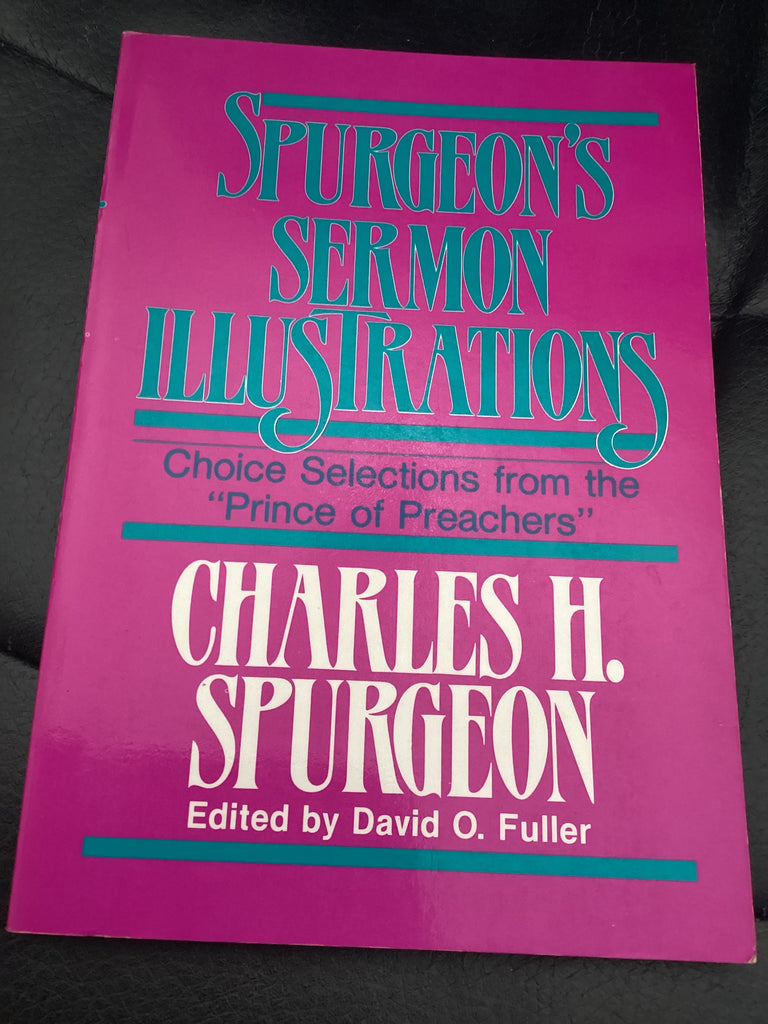 SPURGEON'S
SERMON
ILLUSTRATIONS
Choice Selections from the
"Prince of Preachers"
CHARLES H.
SPURGEON
Edited by David O. Fuller